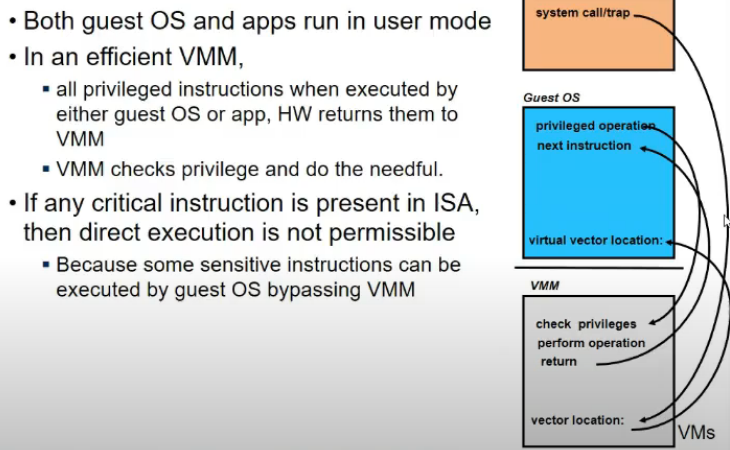 • Both guest OS and apps run in user mode
• In an efficient VMM,
▪ all privileged instructions when executed by
either guest OS or app, HW returns them to
VMM
▪ VMM checks privilege and do the needful.
• If any critical instruction is present in ISA,
then direct execution is not permissible
▪ Because some sensitive instructions can be
executed by guest OS bypassing VMM
system call/trap
Guest OS
privileged operation
next instruction
virtual vector location:
VMM
check privileges
perform operation
return
vector location:
VMs